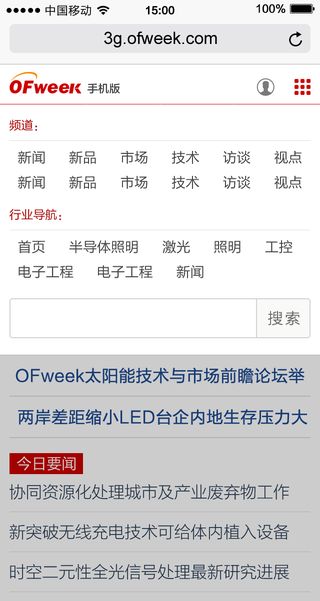 中国移动 15:00 100%
3g.ofweek.com
OFweek 手机版
频道：
新闻 新品 市场 技术 访谈 视点
新闻 新品 市场 技术 访谈 视点
行业导航：
首页 半导体照明 激光 照明 工控
电子工程 电子工程 新闻
搜索
OFweek太阳能技术与市场前瞻论坛举
两岸差距缩小LED台企内地生存压力大
今日要闻
协同资源化处理城市及产业废弃物工作
新突破无线充电技术可给体内植入设备
时空二元性全光信号处理最新研究进展